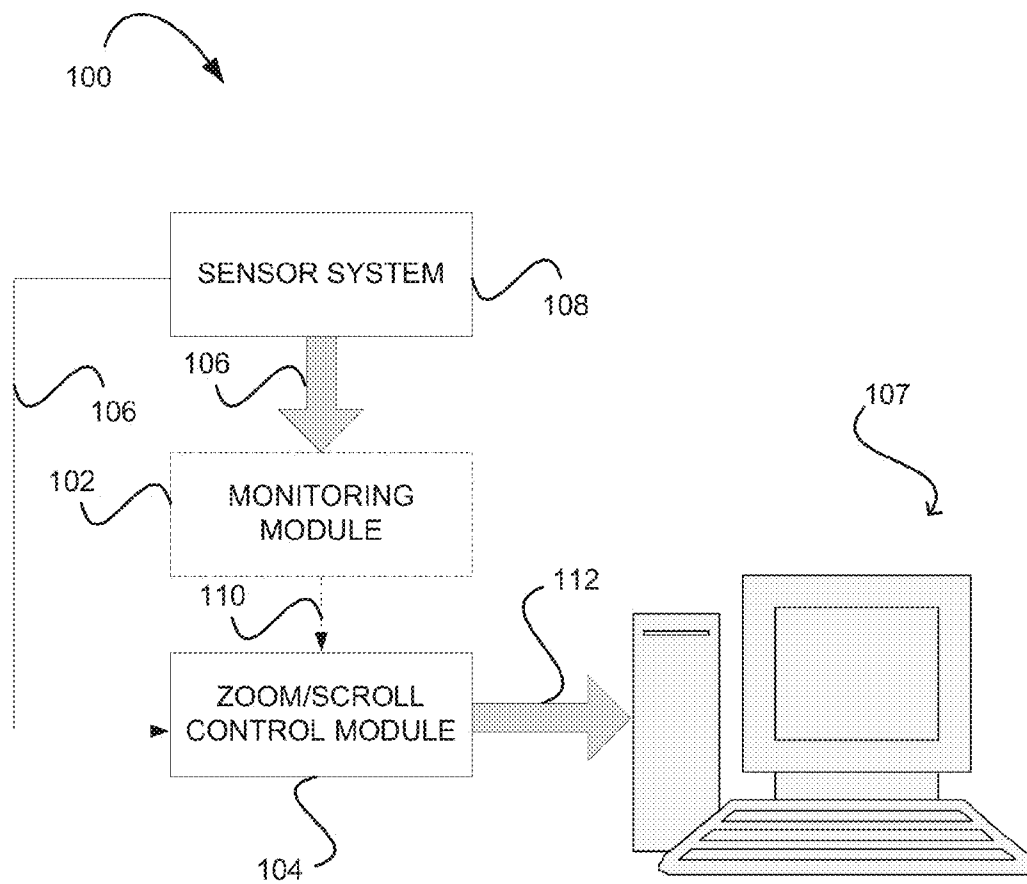 100
SENSOR SYSTEM
108
106
106
107
102
MONITORING
MODULE
110
112
ZOOM/SCROLL
CONTROL MODULE
104